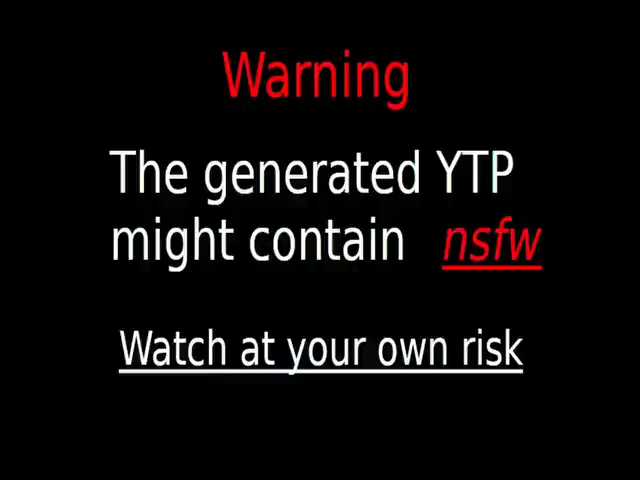 Warning
The generated YTP
might contain nsfw
Watch at your own risk